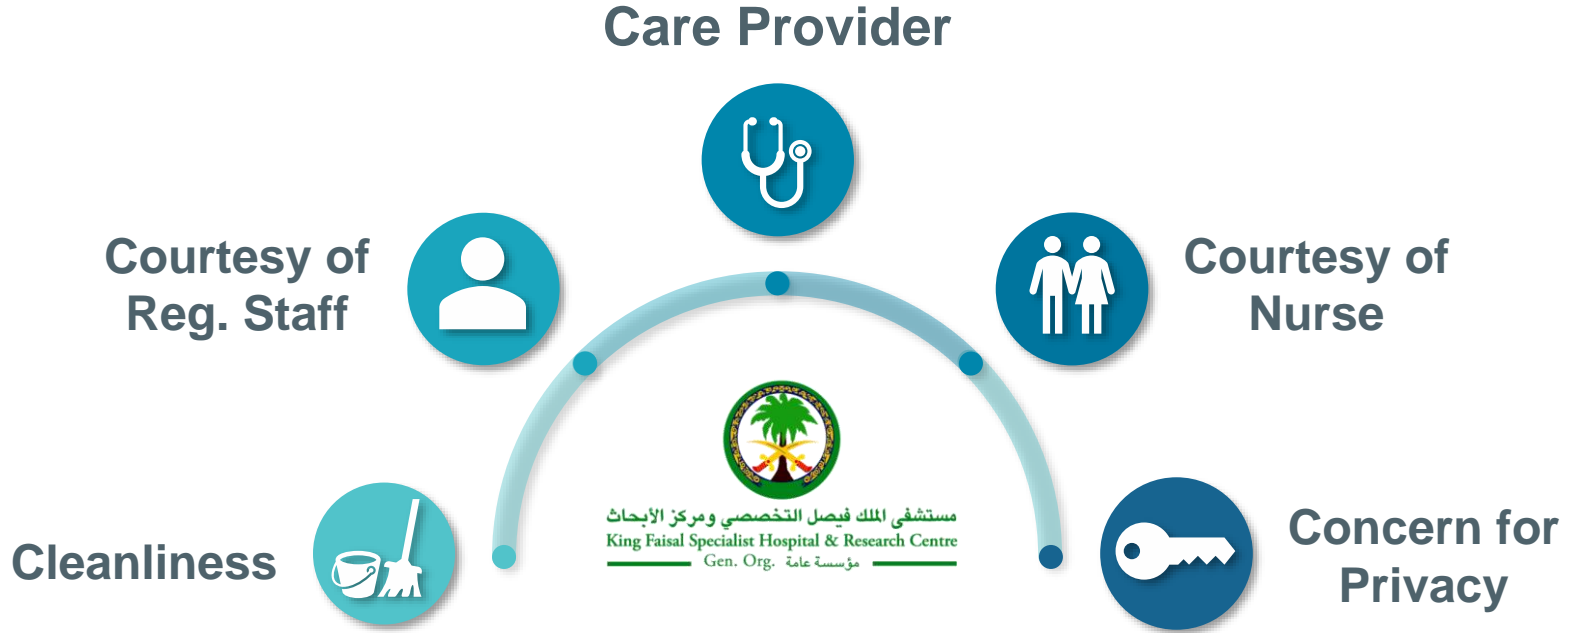 Care Provider
Courtesy of
Reg. Staff
Courtesy of
Nurse
Cleanliness
مستشفى الملك فيصل التخصصي ومركز الأبحاث
King Faisal Specialist Hospital & Research Centre
Gen. Org. مؤسسة عامة
Concern for
Privacy